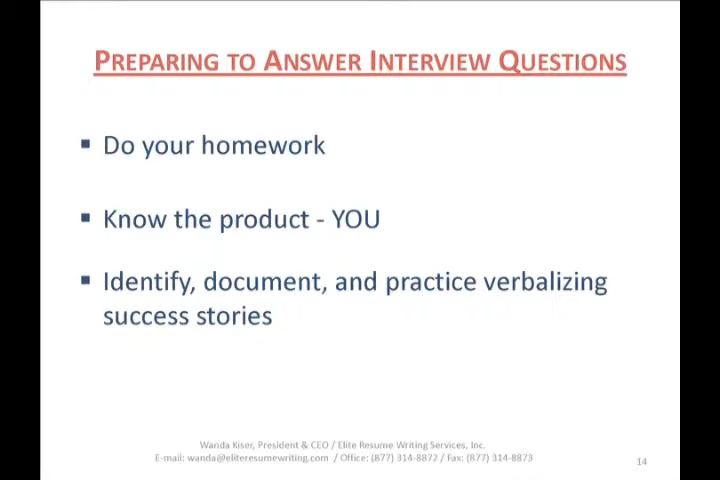 PREPARING TO ANSWER INTERVIEW QUESTIONS
▪ Do your homework
▪ Know the product - YOU
▪ Identify, document, and practice verbalizing
success stories
Wanda Kiser, President & CEO / Elite Resume Writing Services, Inc.
E-mail: wanda@eliteresumewriting.com / Office: (877) 314-8872 / Fax: (877) 314-8873
14